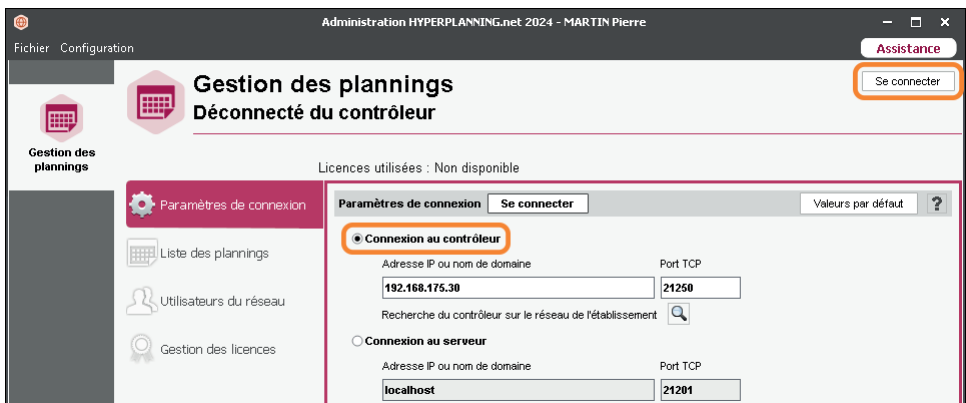 Administration HYPERPLANNING.net 2024 - MARTIN Pierre
Fichier Configuration
Assistance
Gestion des plannings
Se connecter
Déconnecté du contrôleur
Gestion des
plannings
Licences utilisées : Non disponible
Paramètres de connexion
Liste des plannings
Utilisateurs du réseau
Gestion des licences
Paramètres de connexion Se connecter Valeurs par défaut ?
Connexion au contrôleur
Adresse IP ou nom de domaine Port TCP
192.168.175.30 21250
Recherche du contrôleur sur le réseau de l'établissement
Connexion au serveur
Adresse IP ou nom de domaine Port TCP
localhost 21201